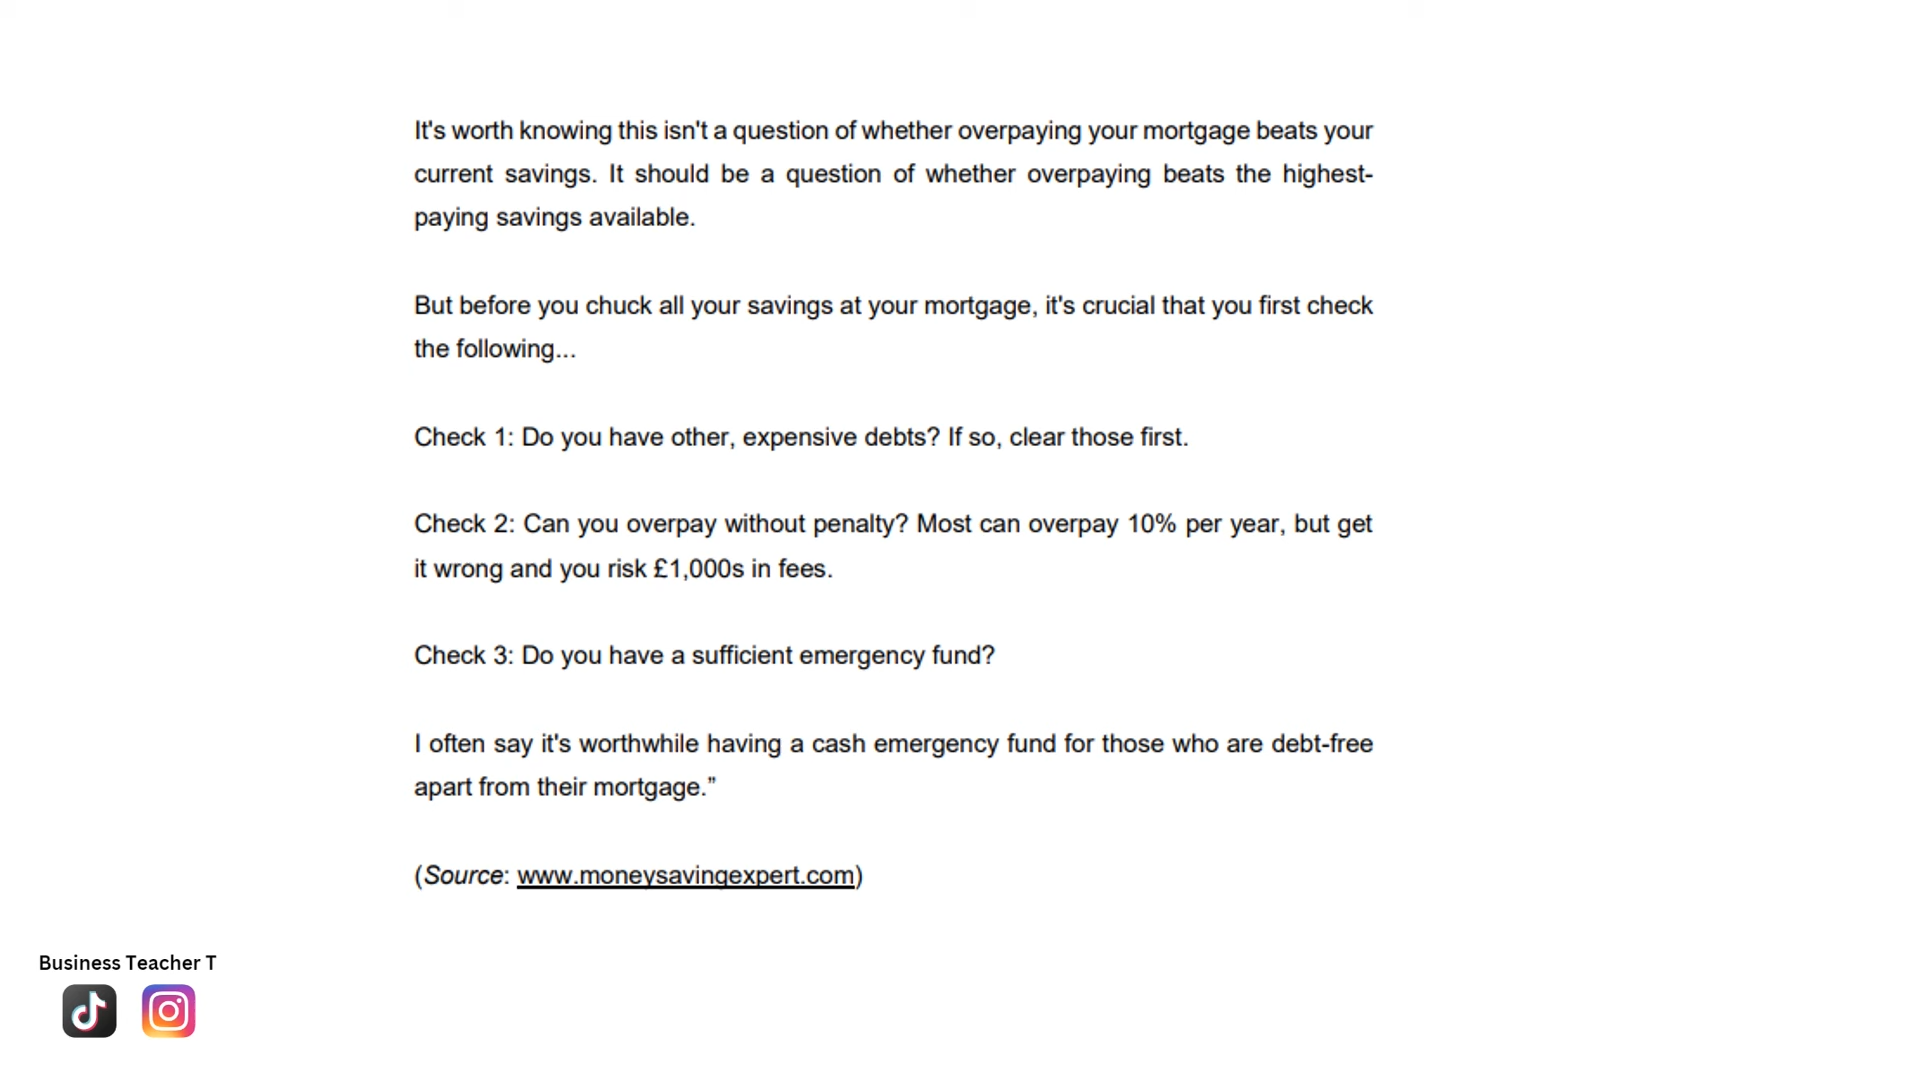 It's worth knowing this isn't a question of whether overpaying your mortgage beats your
current savings. It should be a question of whether overpaying beats the highest-
paying savings available.
But before you chuck all your savings at your mortgage, it's crucial that you first check
the following...
Check 1: Do you have other, expensive debts? If so, clear those first.
Check 2: Can you overpay without penalty? Most can overpay 10% per year, but get
it wrong and you risk £1,000s in fees.
Check 3: Do you have a sufficient emergency fund?
I often say it's worthwhile having a cash emergency fund for those who are debt-free
apart from their mortgage.”
(Source: www.moneysavingexpert.com)
Business Teacher T